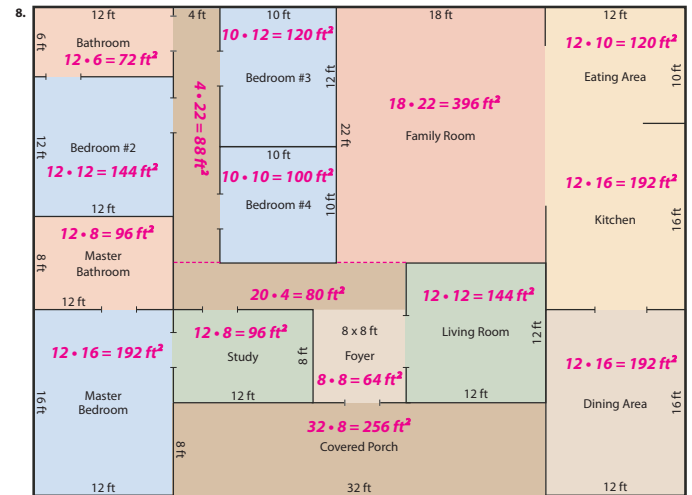 8.
12 ft
4 ft
10 ft
18 ft
12 ft
6 ft
Bathroom
12 • 6 = 72 ft²
10 • 12 = 120 ft²
Bedroom #3
12 ft
12 • 10 = 120 ft²
Eating Area
10 ft
4 • 22 = 88 ft²
18 • 22 = 396 ft²
Family Room
22 ft
12 ft
Bedroom #2
12 • 12 = 144 ft²
12 ft
10 ft
10 • 10 = 100 ft²
Bedroom #4
10 ft
12 • 16 = 192 ft²
Kitchen
16 ft
12 • 8 = 96 ft²
Master
Bathroom
8 ft
12 ft
20 • 4 = 80 ft²
12 • 12 = 144 ft²
Living Room
12 ft
12 ft
12 • 16 = 192 ft²
Master
Bedroom
16 ft
12 ft
12 • 8 = 96 ft²
Study
8 ft
12 ft
8 x 8 ft
Foyer
8 • 8 = 64 ft²
12 • 16 = 192 ft²
Dining Area
16 ft
12 ft
8 ft
32 • 8 = 256 ft²
Covered Porch
32 ft